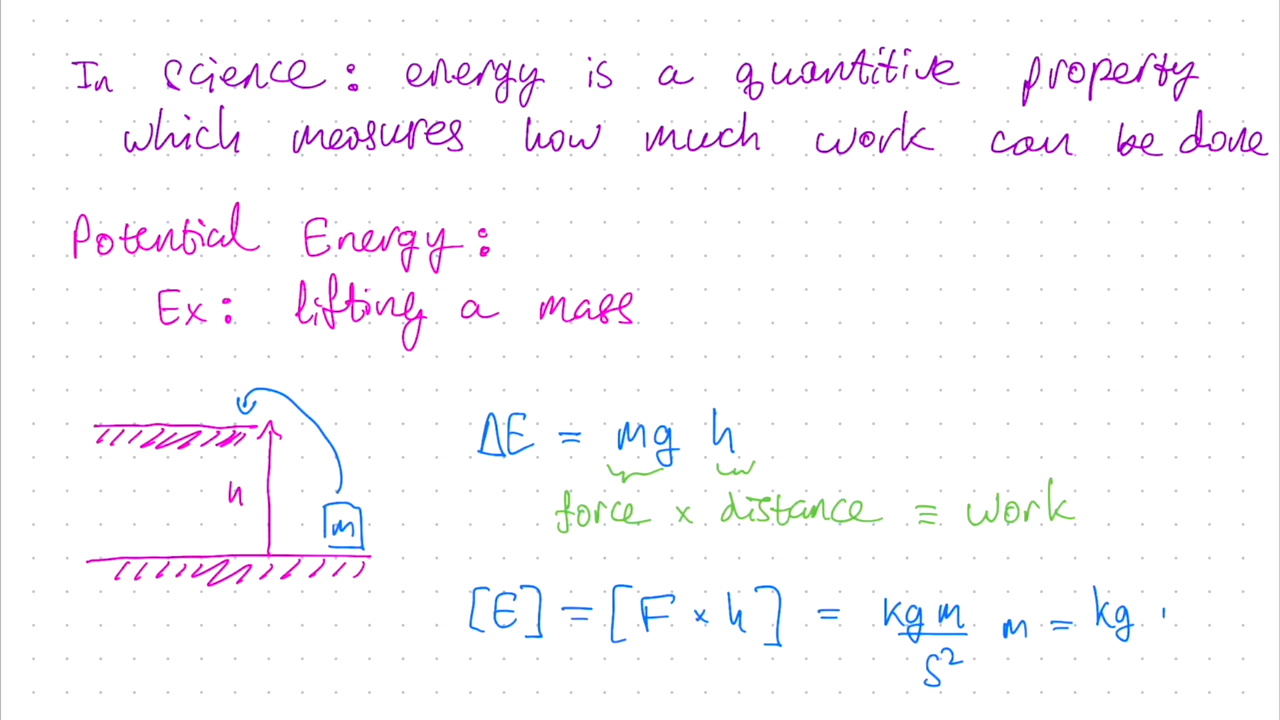 In science: energy is a quantitive property
which measures how much work can be done
Potential Energy:
Ex: lifting a mass
h
m
ΔE = mg h
force × distance ≡ work
[E] = [F × h] = kg m / s² m = kg